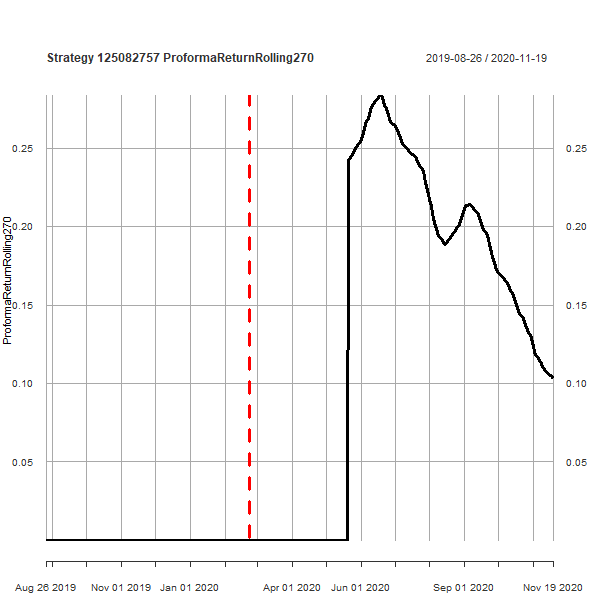 Strategy 125082757 ProformaReturnRolling270
2019-08-26 / 2020-11-19
ProformaReturnRolling270
0.25 0.25
0.20 0.20
0.15 0.15
0.10 0.10
0.05 0.05
Aug 26 2019 Nov 01 2019 Jan 01 2020 Apr 01 2020 Jun 01 2020 Sep 01 2020 Nov 19 2020